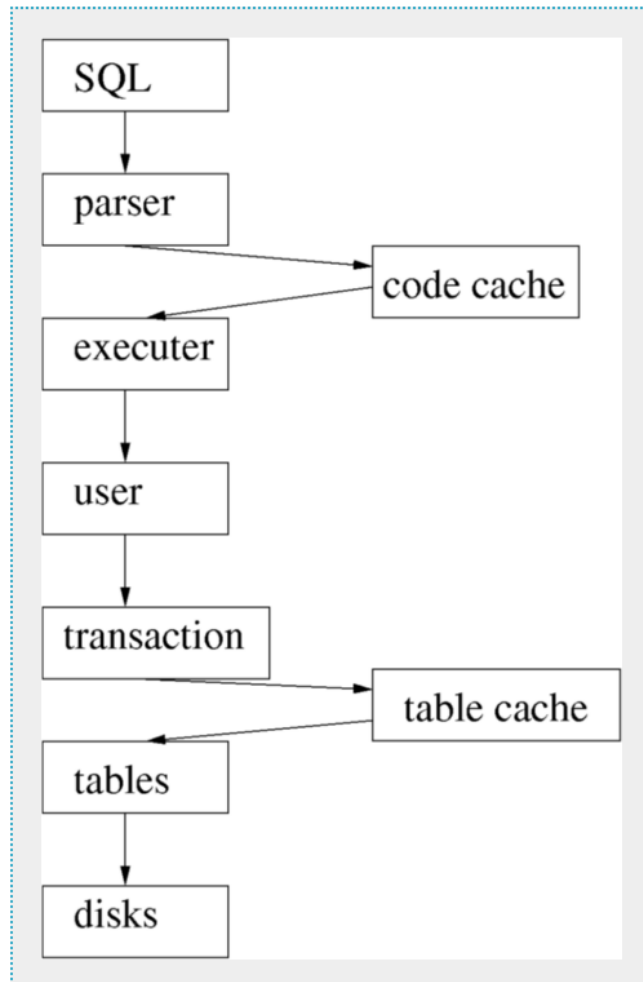 SQL
parser
code cache
executer
user
transaction
table cache
tables
disks